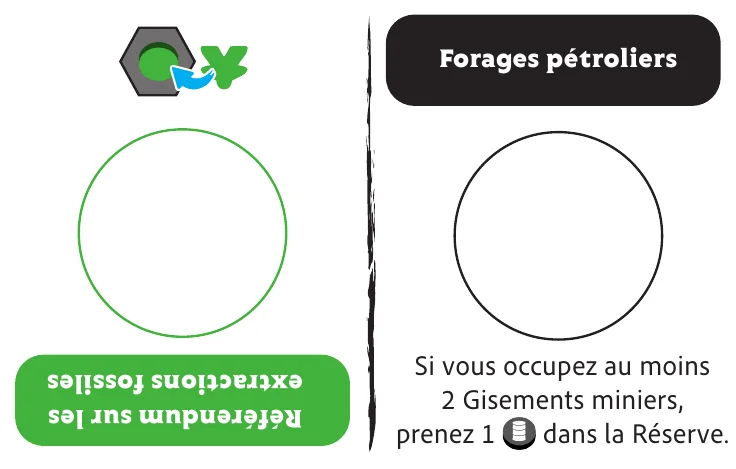 Forages pétroliers
Si vous occupez au moins
2 Gisements miniers,
prenez 1 dans la Réserve.
Référendum sur les
extractions fossiles